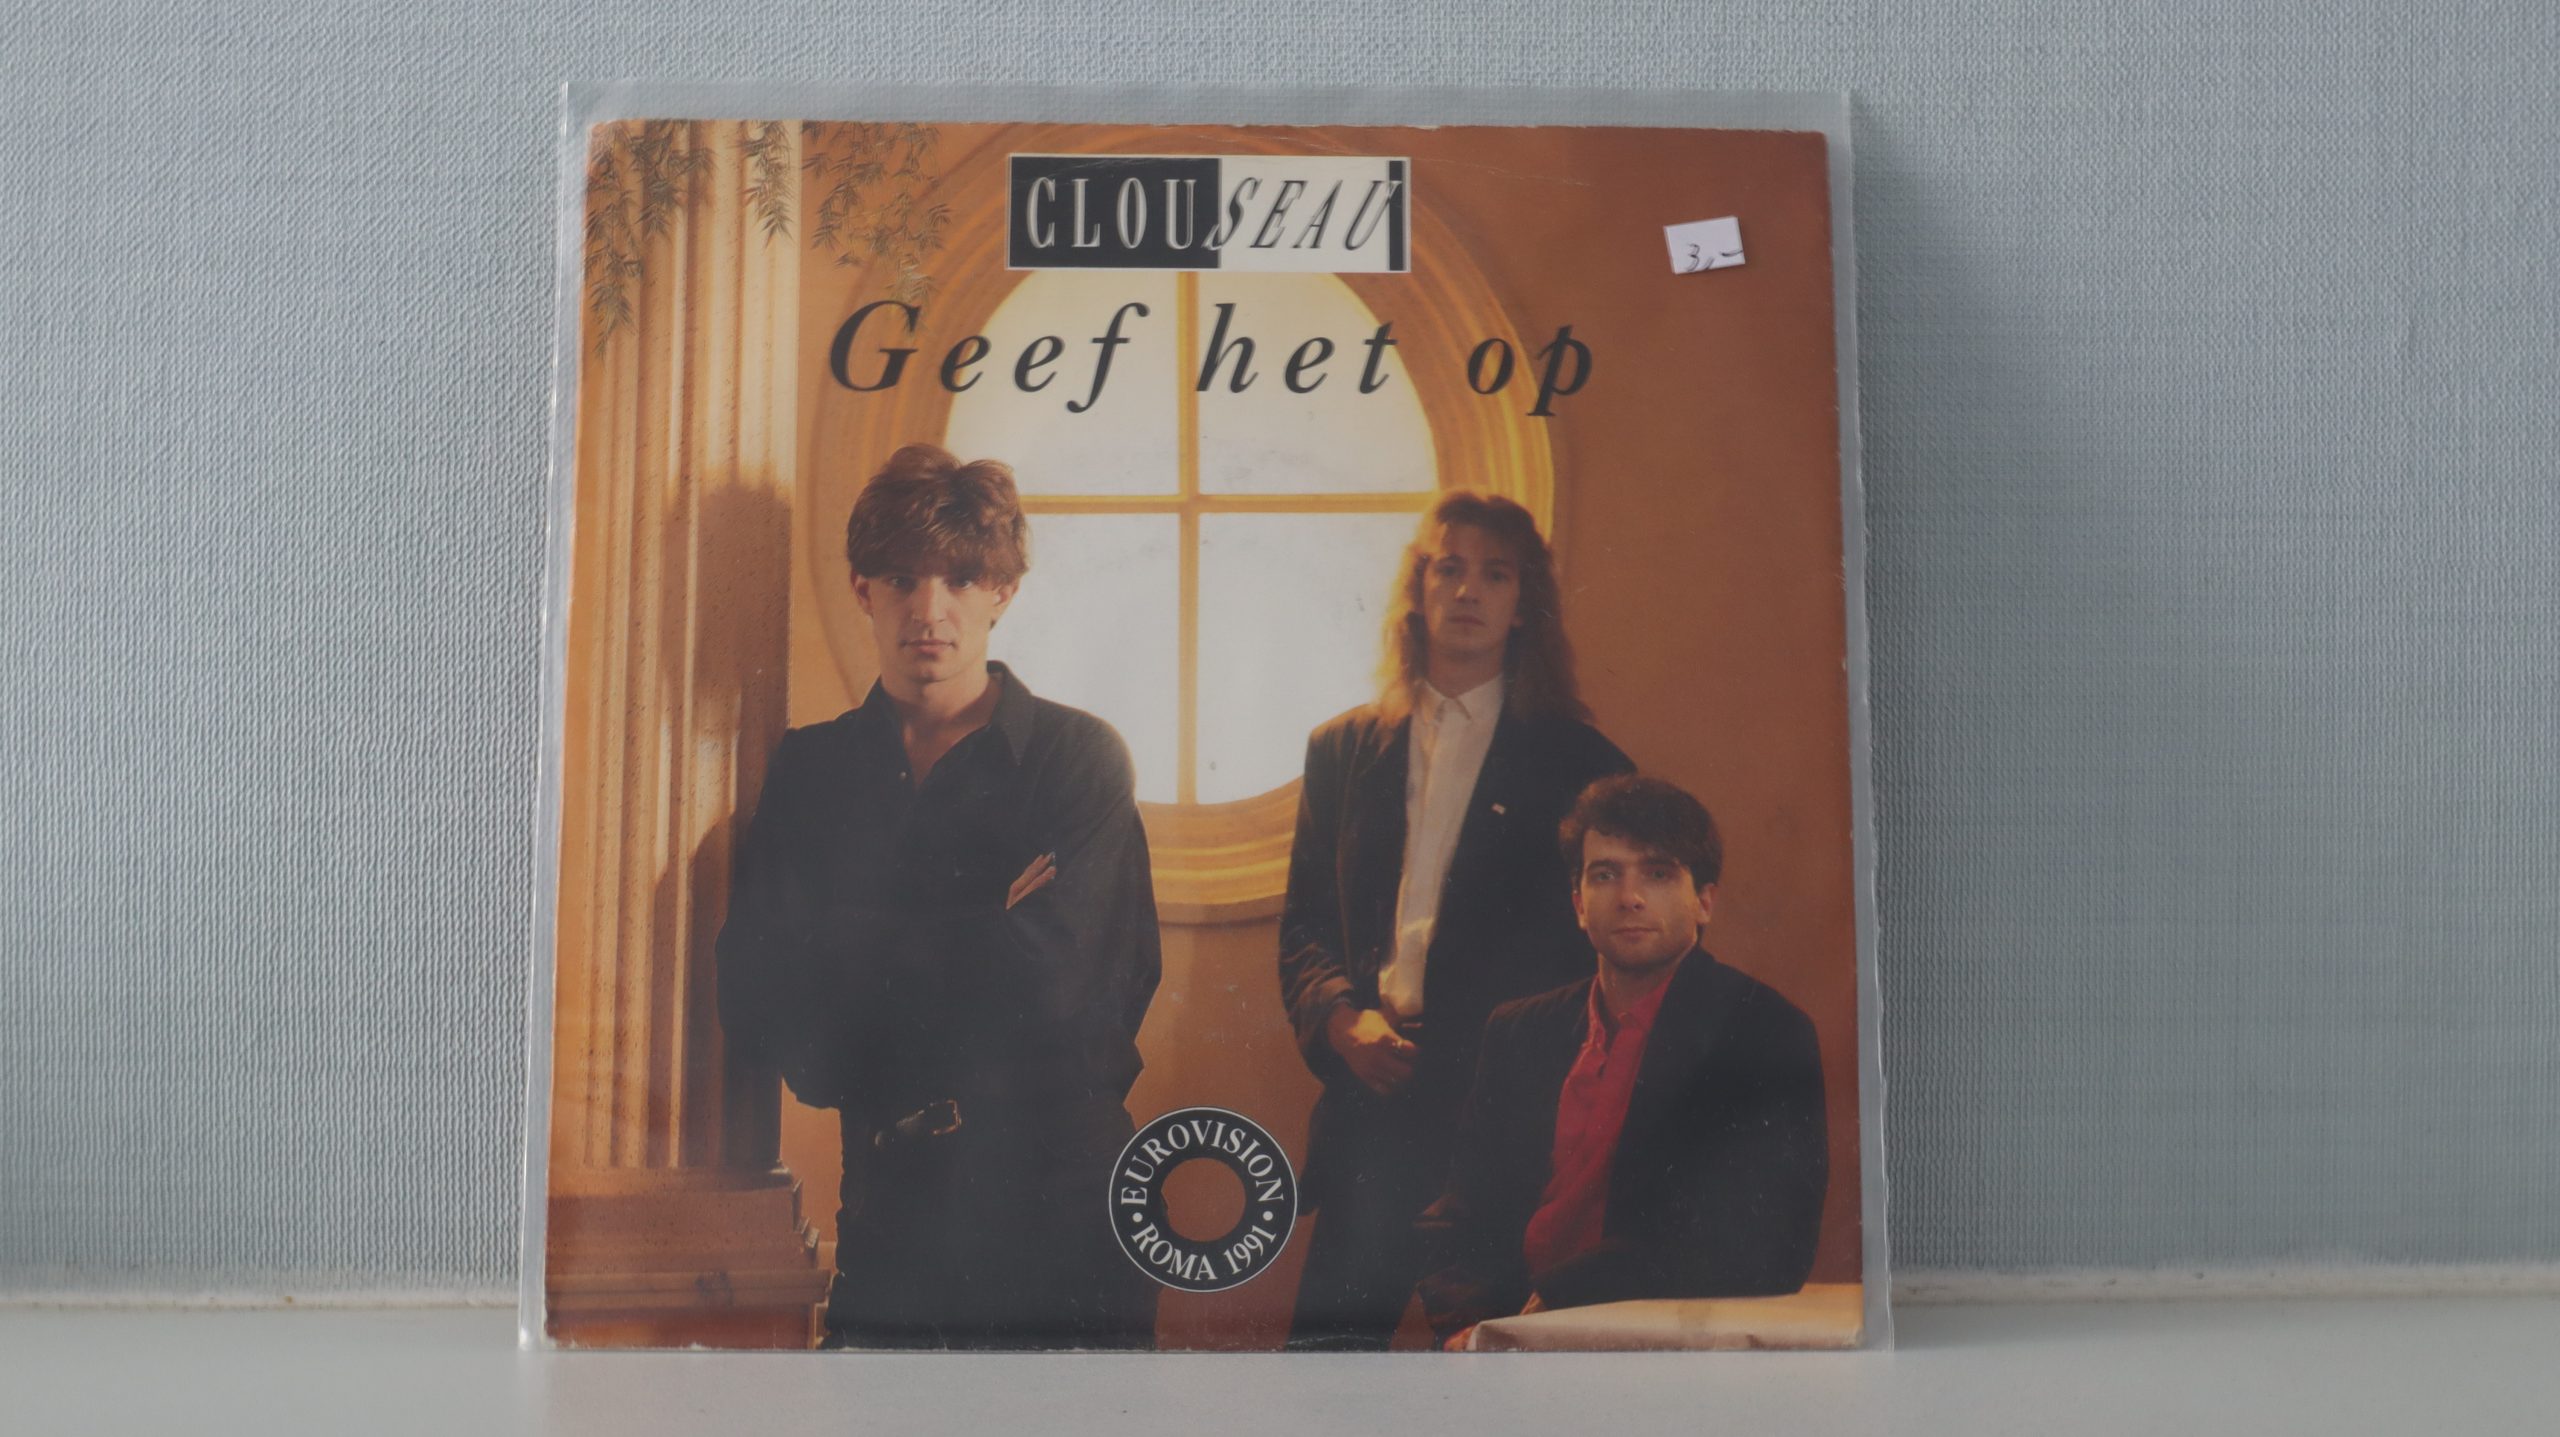 CLOUSEAU
3,-
Geef het op
• EUROVISION •
ROMA 1991